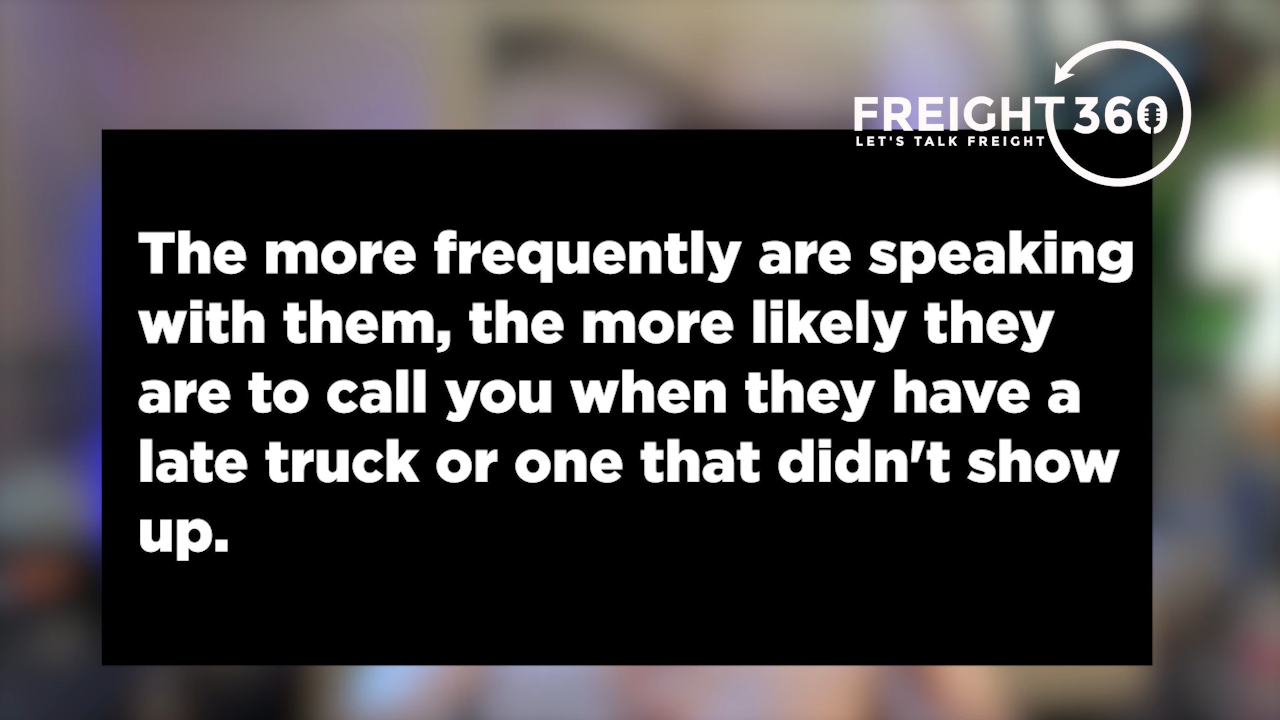 FREIGHT 360
LET'S TALK FREIGHT
The more frequently are speaking
with them, the more likely they
are to call you when they have a
late truck or one that didn't show
up.